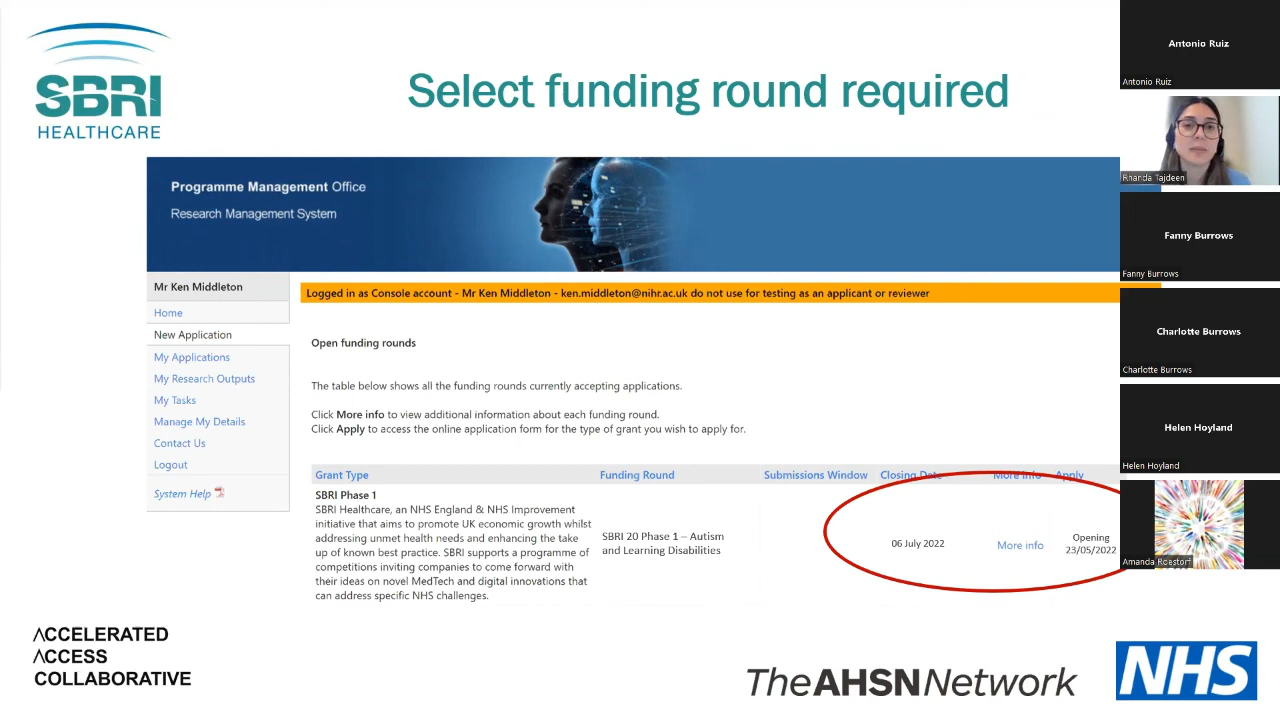 SBRI
HEALTHCARE
Select funding round required
Programme Management Office
Research Management System
Mr Ken Middleton
Home
New Application
My Applications
My Research Outputs
My Tasks
Manage My Details
Contact Us
Logout
System Help
Logged in as Console account - Mr Ken Middleton - ken.middleton@nihr.ac.uk do not use for testing as an applicant or reviewer
Open funding rounds
The table below shows all the funding rounds currently accepting applications.
Click More info to view additional information about each funding round.
Click Apply to access the online application form for the type of grant you wish to apply for.
Grant Type Funding Round Submissions Window Closing Date More info Apply
SBRI Phase 1
SBRI Healthcare, an NHS England & NHS Improvement
initiative that aims to promote UK economic growth whilst
addressing unmet health needs and enhancing the take
up of known best practice. SBRI supports a programme of
competitions inviting companies to come forward with
their ideas on novel MedTech and digital innovations that
can address specific NHS challenges.
SBRI 20 Phase 1 – Autism
and Learning Disabilities
06 July 2022
More info
Opening
23/05/2022
ΛCCELERATED
ΛCCESS
COLLABORATIVE
TheAHSNNetwork
NHS
Antonio Ruiz
Antonio Ruiz
Rhanda Tajdeen
Fanny Burrows
Fanny Burrows
Charlotte Burrows
Charlotte Burrows
Helen Hoyland
Helen Hoyland
Amanda Roestorf